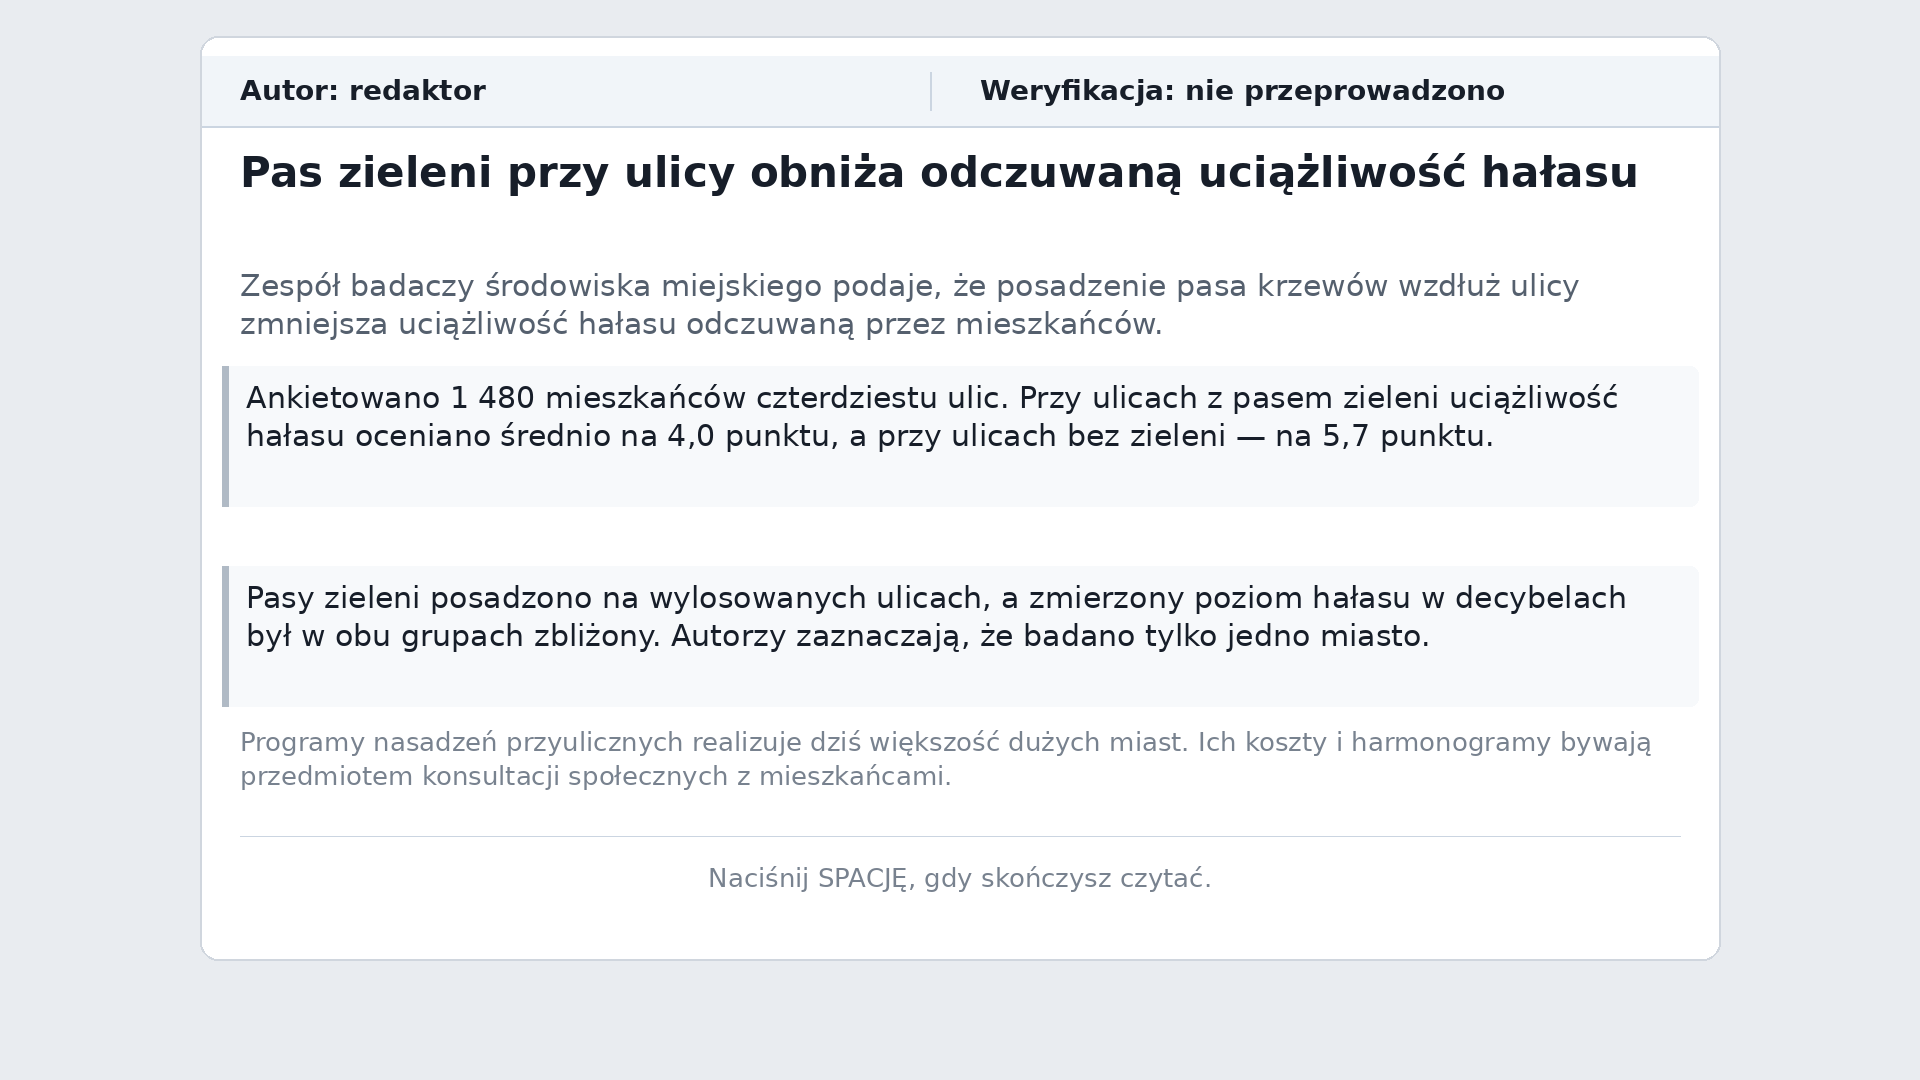 Autor: redaktor
Weryfikacja: nie przeprowadzono
Pas zieleni przy ulicy obniża odczuwaną uciążliwość hałasu
Zespół badaczy środowiska miejskiego podaje, że posadzenie pasa krzewów wzdłuż ulicy
zmniejsza uciążliwość hałasu odczuwaną przez mieszkańców.
Ankietowano 1 480 mieszkańców czterdziestu ulic. Przy ulicach z pasem zieleni uciążliwość
hałasu oceniano średnio na 4,0 punktu, a przy ulicach bez zieleni — na 5,7 punktu.
Pasy zieleni posadzono na wylosowanych ulicach, a zmierzony poziom hałasu w decybelach
był w obu grupach zbliżony. Autorzy zaznaczają, że badano tylko jedno miasto.
Programy nasadzeń przyulicznych realizuje dziś większość dużych miast. Ich koszty i harmonogramy bywają
przedmiotem konsultacji społecznych z mieszkańcami.
Naciśnij SPACJĘ, gdy skończysz czytać.